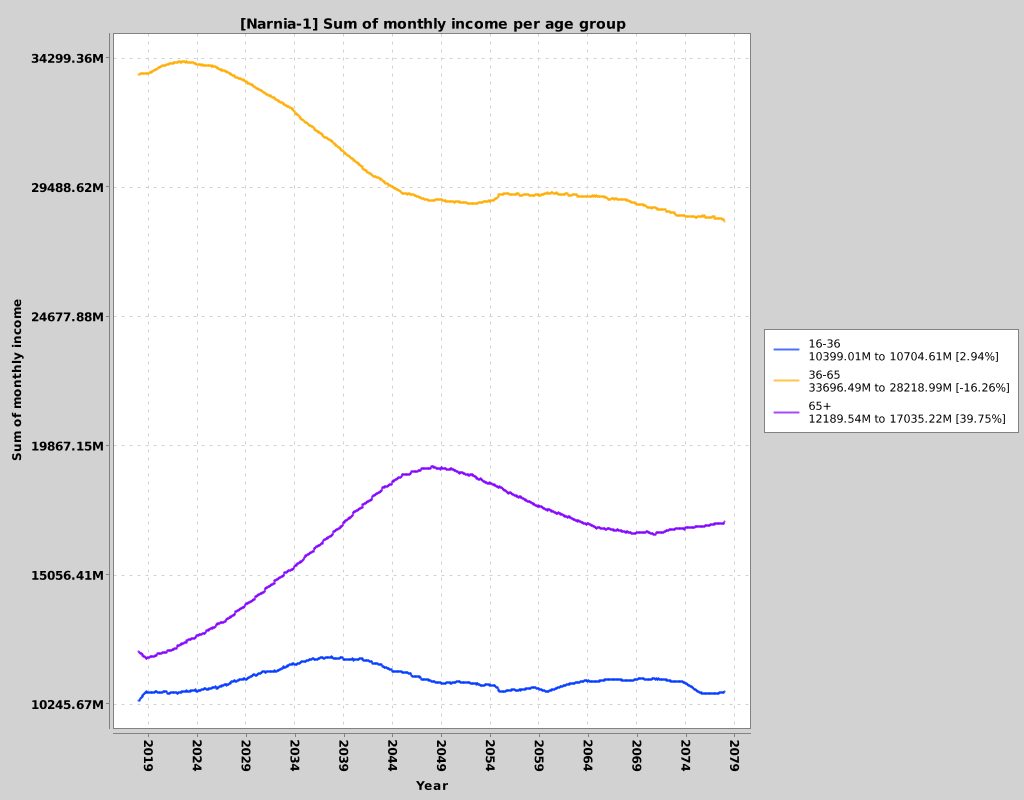 [Narnia-1] Sum of monthly income per age group
34299.36M
29488.62M
24677.88M
19867.15M
15056.41M
10245.67M
Sum of monthly income
2019
2024
2029
2034
2039
2044
2049
2054
2059
2064
2069
2074
2079
Year
16-36
10399.01M to 10704.61M [2.94%]
36-65
33696.49M to 28218.99M [-16.26%]
65+
12189.54M to 17035.22M [39.75%]